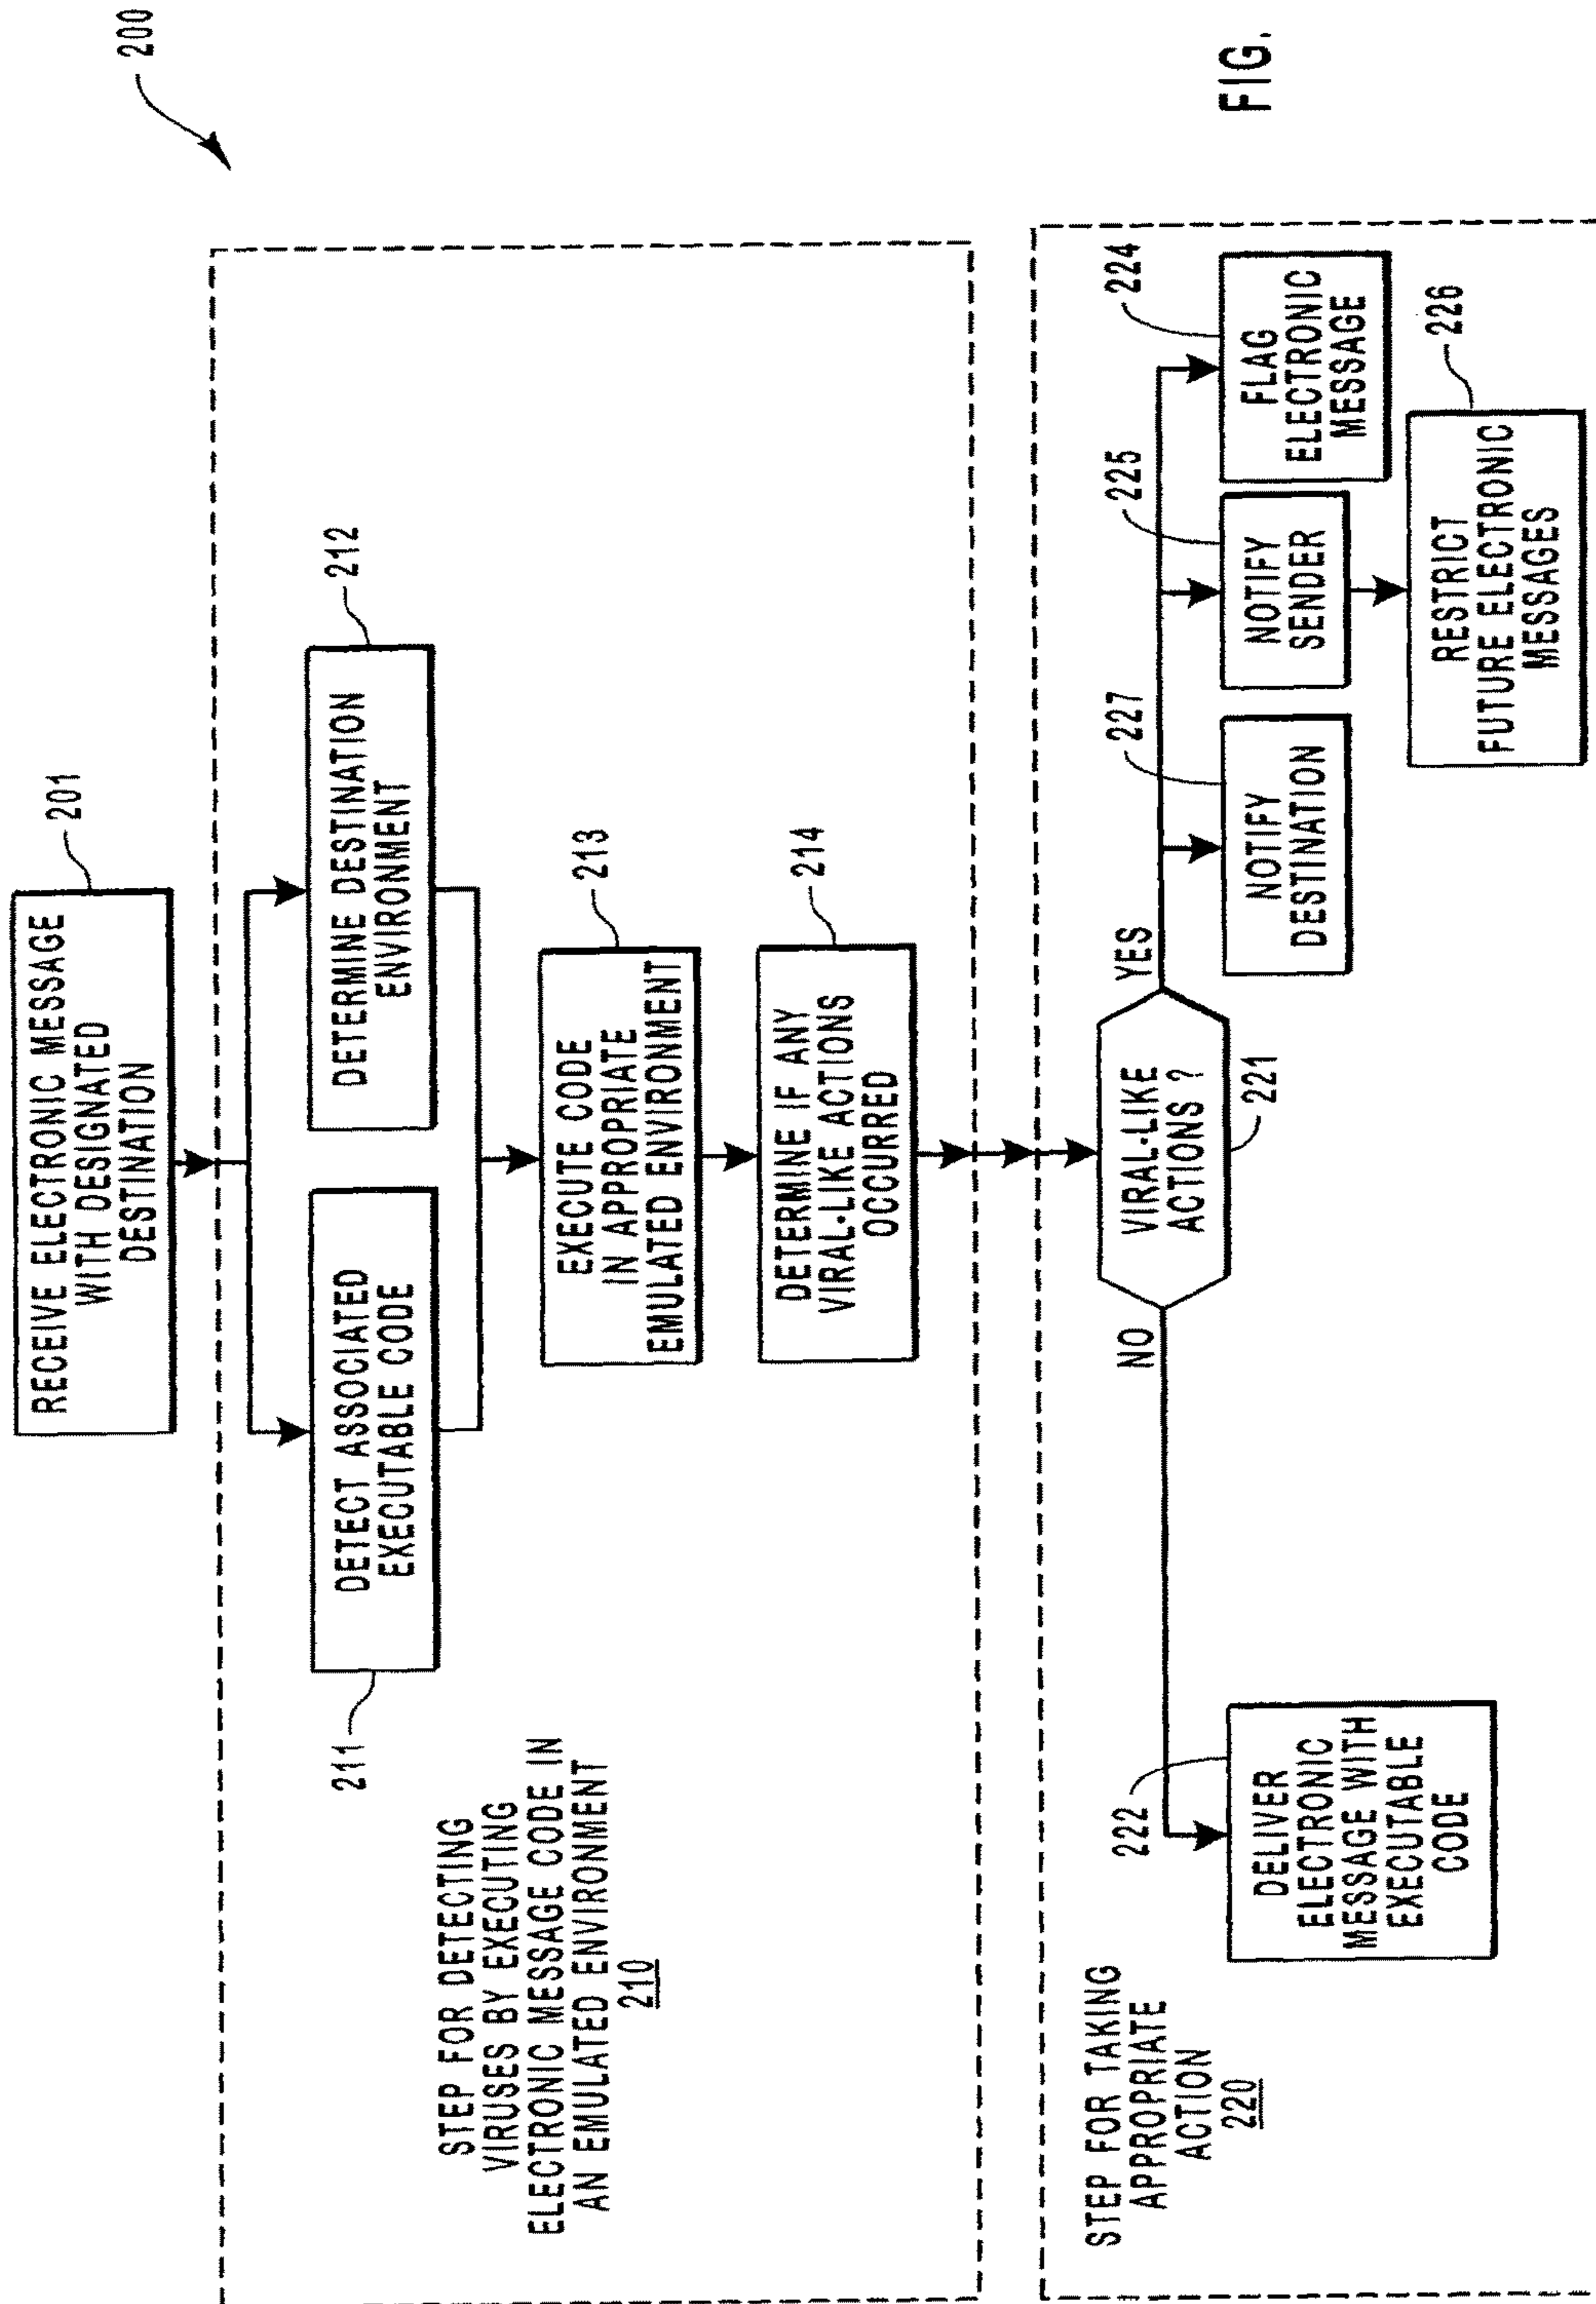 200
RECEIVE ELECTRONIC MESSAGE
WITH DESIGNATED
DESTINATION
201
DETECT ASSOCIATED
EXECUTABLE CODE
211
DETERMINE DESTINATION
ENVIRONMENT
212
STEP FOR DETECTING
VIRUSES BY EXECUTING
ELECTRONIC MESSAGE CODE IN
AN EMULATED ENVIRONMENT
210
EXECUTE CODE
IN APPROPRIATE
EMULATED ENVIRONMENT
213
DETERMINE IF ANY
VIRAL-LIKE ACTIONS
OCCURRED
214
STEP FOR TAKING
APPROPRIATE
ACTION
220
VIRAL-LIKE
ACTIONS ?
221
NO
YES
222
DELIVER
ELECTRONIC
MESSAGE WITH
EXECUTABLE
CODE
227
NOTIFY
DESTINATION
225
NOTIFY
SENDER
224
FLAG
ELECTRONIC
MESSAGE
RESTRICT
FUTURE ELECTRONIC
MESSAGES
226
FIG.